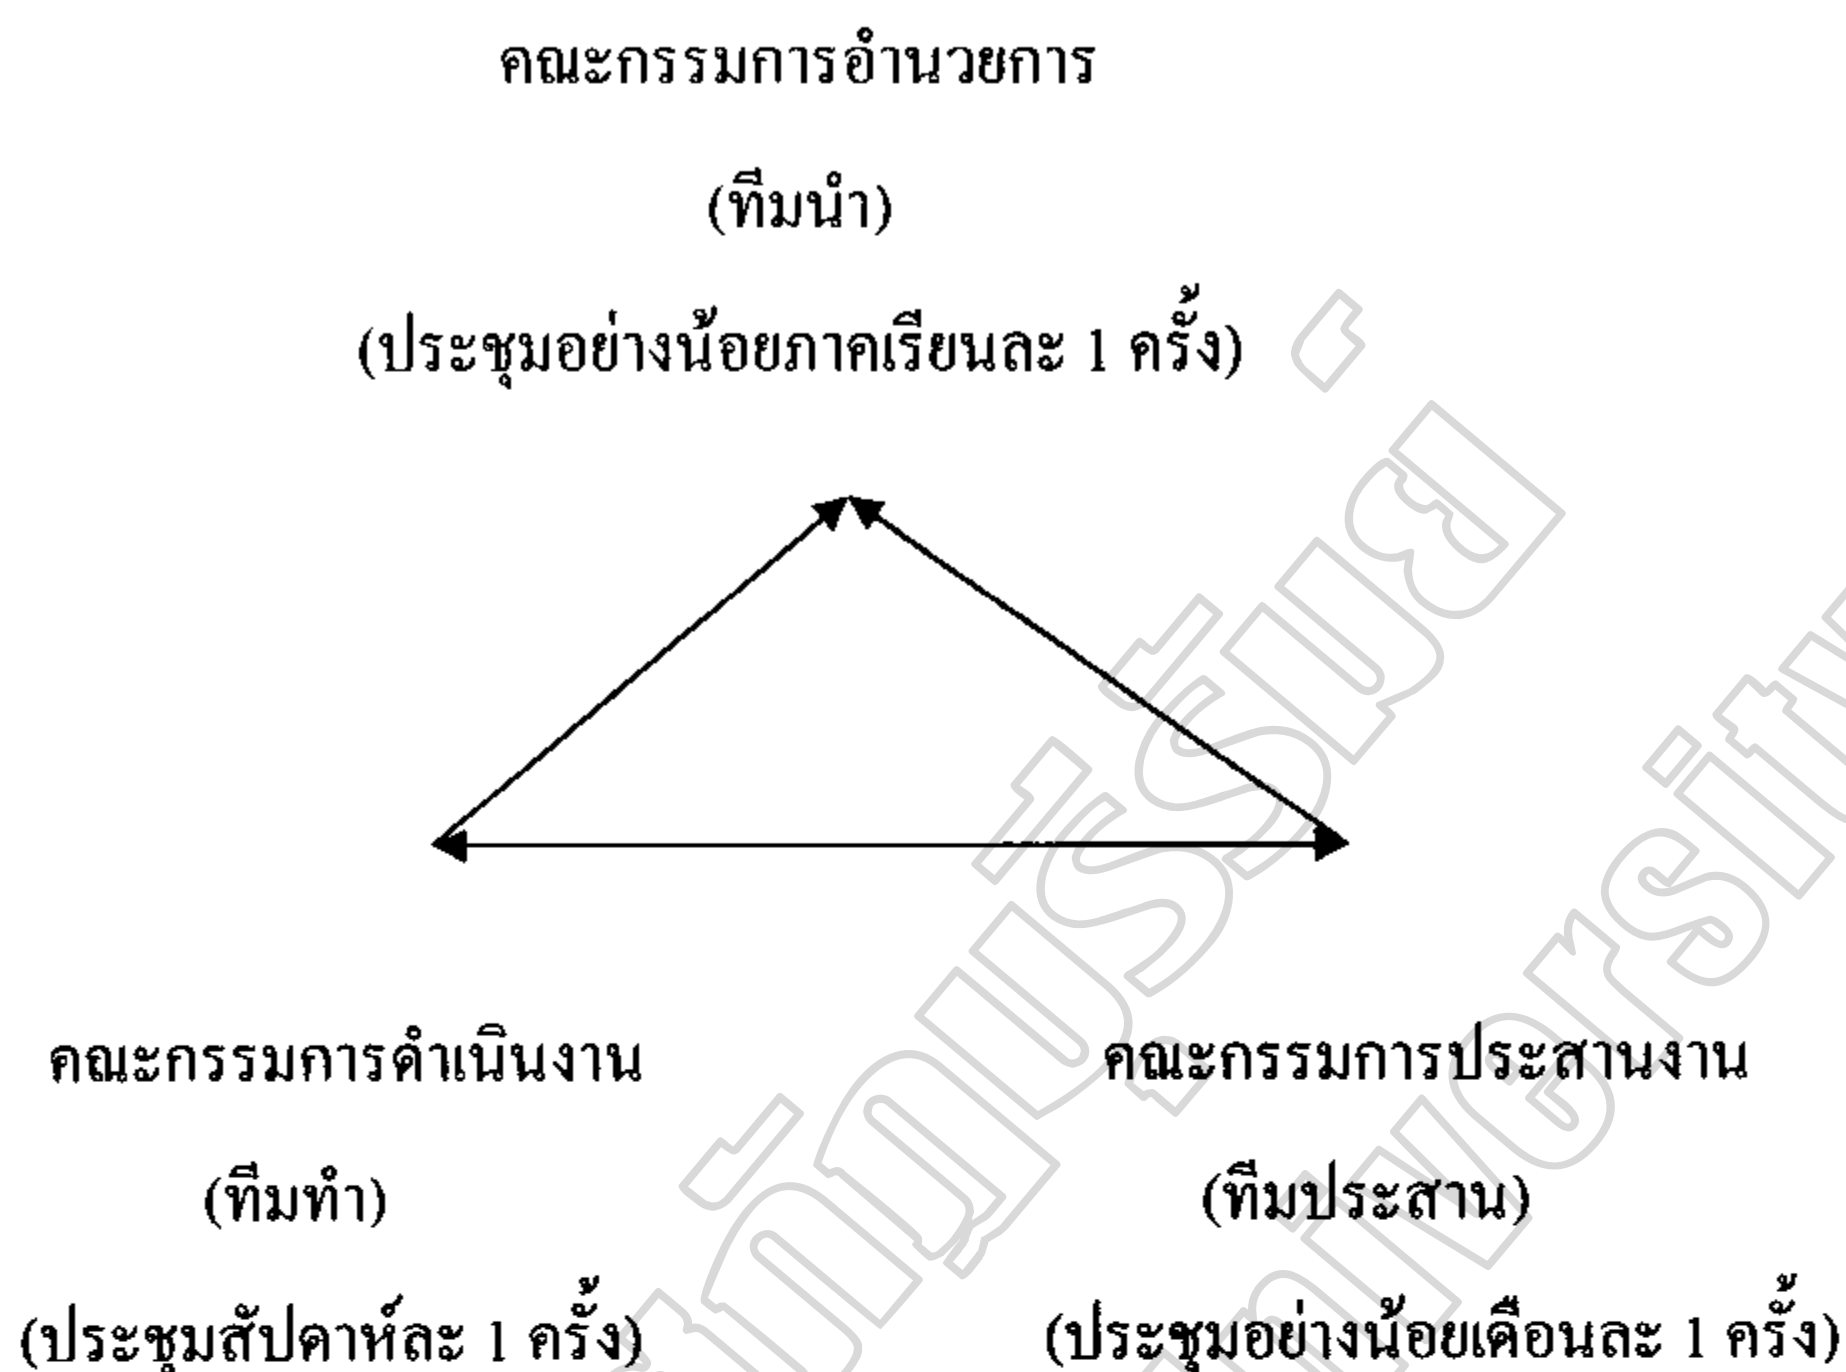 คณะกรรมการอำนวยการ
(ทีมนำ)
(ประชุมอย่างน้อยภาคเรียนละ 1 ครั้ง)
คณะกรรมการดำเนินงาน
(ทีมทำ)
(ประชุมสัปดาห์ละ 1 ครั้ง)
คณะกรรมการประสานงาน
(ทีมประสาน)
(ประชุมอย่างน้อยเดือนละ 1 ครั้ง)